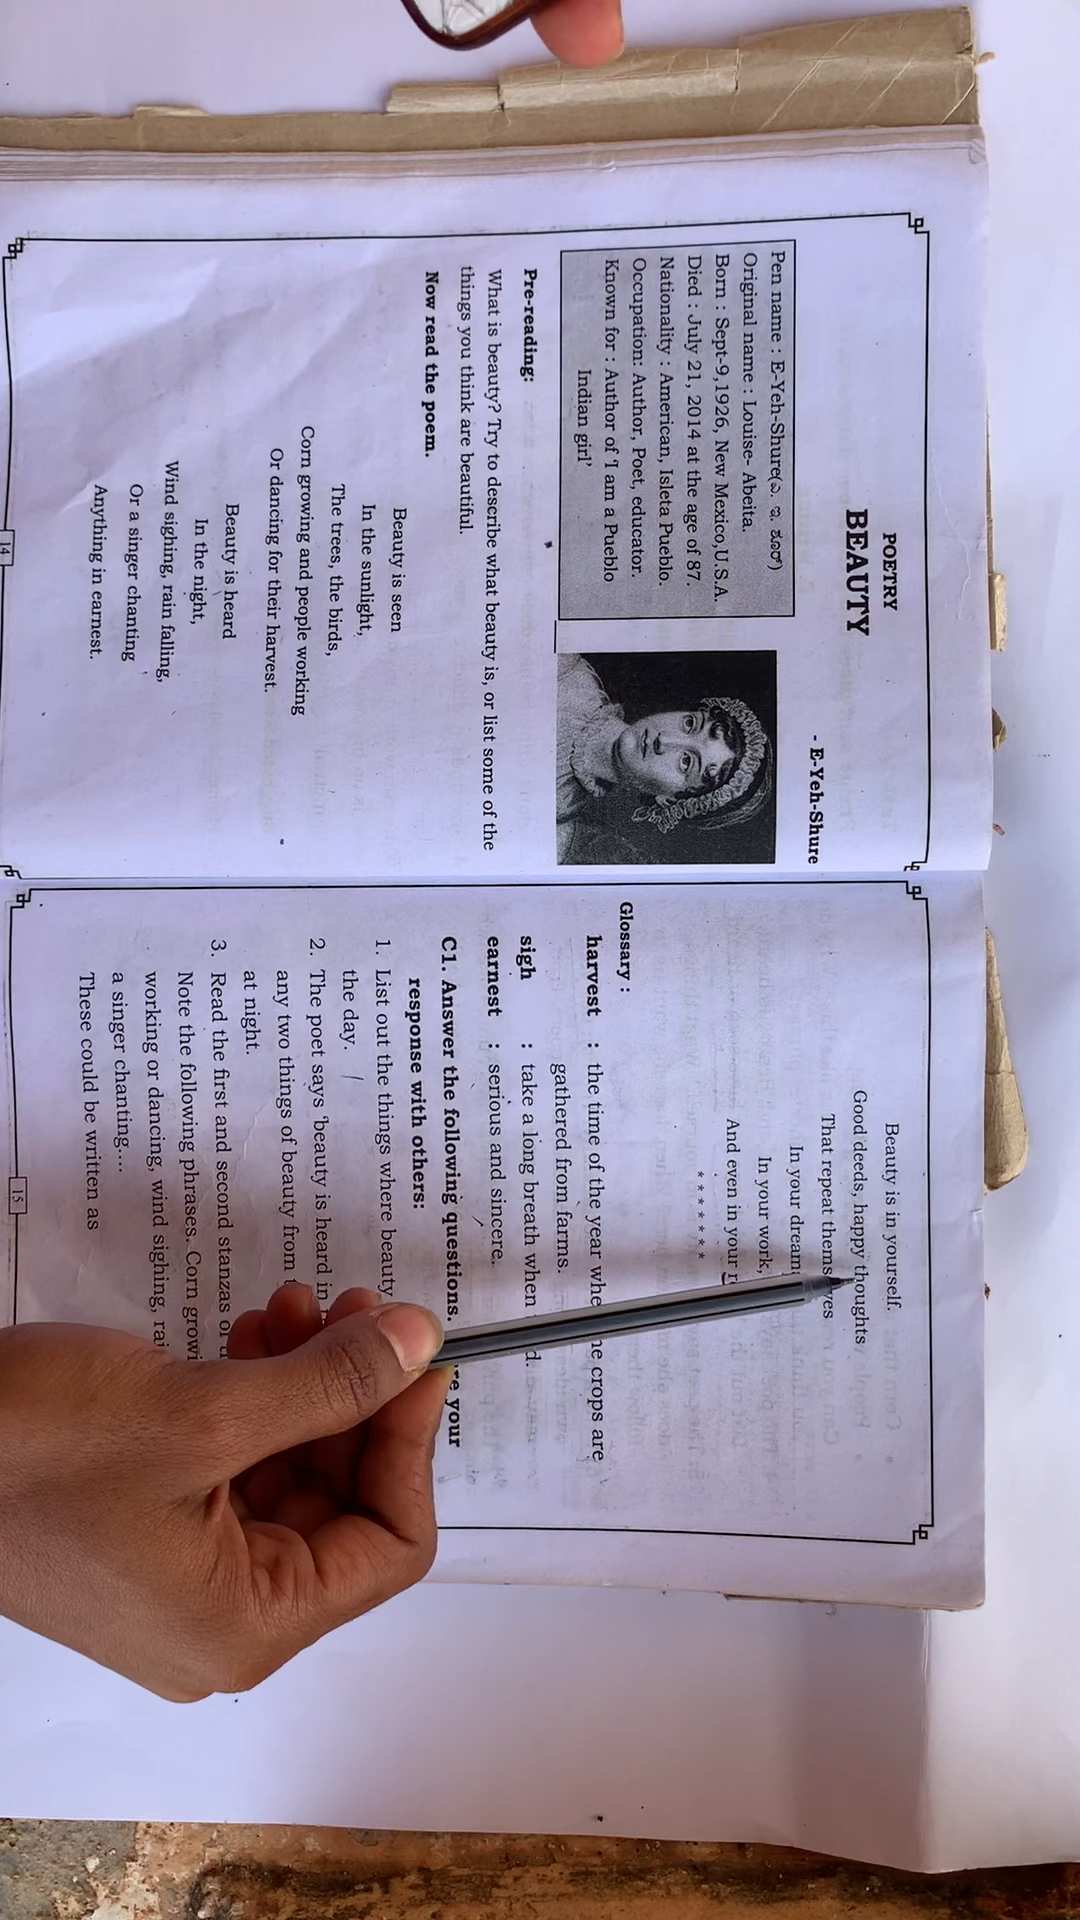 POETRY
BEAUTY
- E-Yeh-Shure
Pen name : E-Yeh-Shure(ಎ. ಇ. ಶೂರ್)
Original name : Louise- Abeita.
Born : Sept-9,1926, New Mexico,U.S.A.
Died : July 21, 2014 at the age of 87.
Nationality : American, Isleta Pueblo.
Occupation: Author, Poet, educator.
Known for : Author of 'I am a Pueblo
Indian girl'
Pre-reading:
What is beauty? Try to describe what beauty is, or list some of the
things you think are beautiful.
Now read the poem.
Beauty is seen
In the sunlight,
The trees, the birds,
Corn growing and people working
Or dancing for their harvest.
Beauty is heard
In the night,
Wind sighing, rain falling,
Or a singer chanting
Anything in earnest.
14
Beauty is in yourself.
Good deeds, happy thoughts
That repeat
In your
In your work,
And even in your
********
Glossary :
harvest : the time of the year crops are
gathered from farms.
sigh : take a long breath when
earnest : serious and sincere.
C1. Answer the following questions. your
response with others:
1. List out the things where beauty
the day.
2. The poet says 'beauty is heard in
any two things of beauty from
at night.
3. Read the first and second stanzas
Note the following phrases. Corn
working or dancing, wind sighing,
a singer chanting....
These could be written as
15